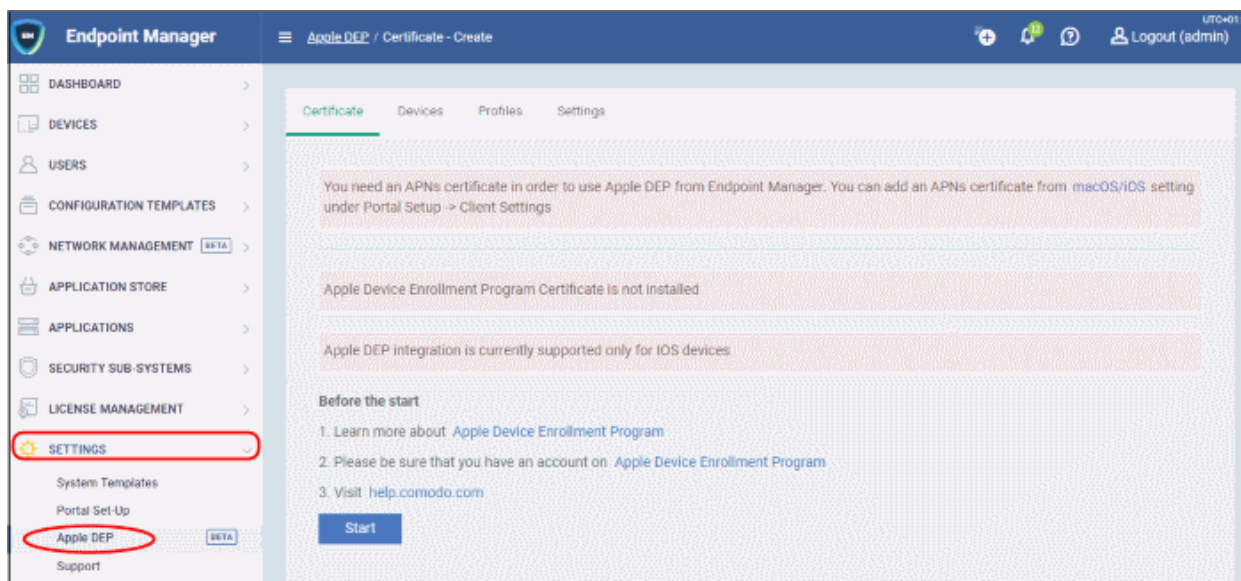 UTC+01
Endpoint Manager
Apple DEP / Certificate - Create
12
Logout (admin)
DASHBOARD
DEVICES
USERS
CONFIGURATION TEMPLATES
NETWORK MANAGEMENT BETA
APPLICATION STORE
APPLICATIONS
SECURITY SUB-SYSTEMS
LICENSE MANAGEMENT
SETTINGS
System Templates
Portal Set-Up
Apple DEP BETA
Support
Certificate Devices Profiles Settings
You need an APNs certificate in order to use Apple DEP from Endpoint Manager. You can add an APNs certificate from macOS/iOS setting
under Portal Setup -> Client Settings
Apple Device Enrollment Program Certificate is not installed
Apple DEP integration is currently supported only for IOS devices
Before the start
1. Learn more about Apple Device Enrollment Program
2. Please be sure that you have an account on Apple Device Enrollment Program
3. Visit help.comodo.com
Start